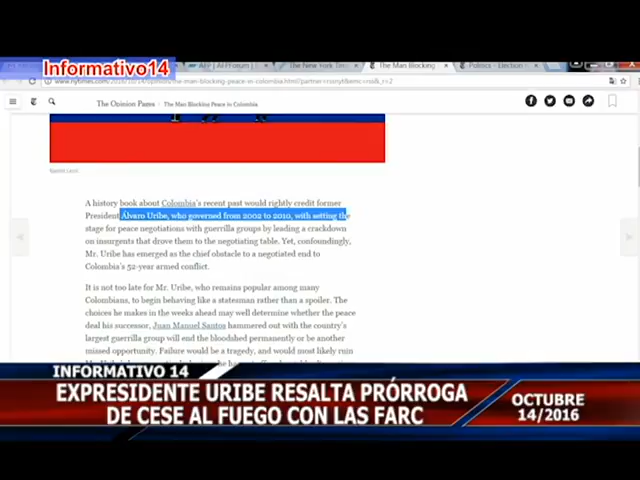 Informativo14
The New York Tim
The Man Blocking
The Opinion Pages | The Man Blocking Peace in Colombia
A history book about Colombia's recent past would rightly credit former
President Álvaro Uribe, who governed from 2002 to 2010, with setting the
stage for peace negotiations with guerrilla groups by leading a crackdown
on insurgents that drove them to the negotiating table. Yet, confoundingly,
Mr. Uribe has emerged as the chief obstacle to a negotiated end to
Colombia's 52-year armed conflict.
It is not too late for Mr. Uribe, who remains popular among many
Colombians, to begin behaving like a statesman rather than a spoiler. The
choices he makes in the weeks ahead may well determine whether the peace
deal his successor, Juan Manuel Santos hammered out with the country's
largest guerrilla group will end the bloodshed permanently or be another
missed opportunity. Failure would be a tragedy, and would most likely ruin
INFORMATIVO 14
EXPRESIDENTE URIBE RESALTA PRÓRROGA
DE CESE AL FUEGO CON LAS FARC
OCTUBRE
14/2016